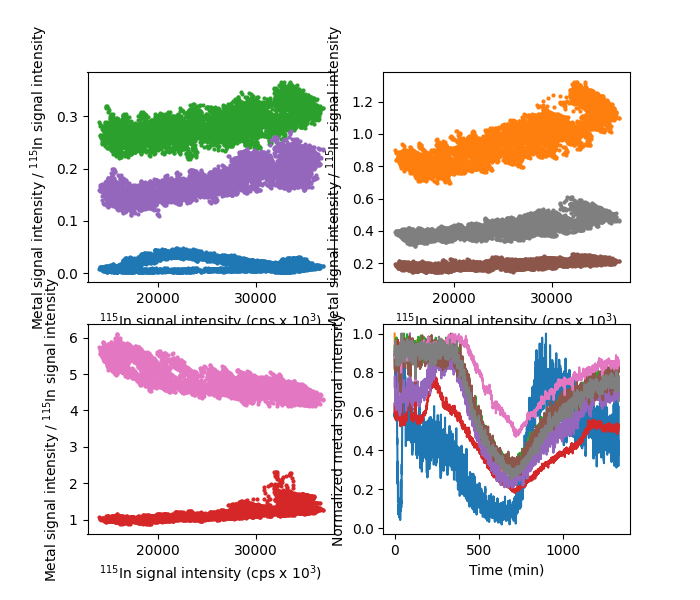 Metal signal intensity / ¹¹⁵In signal intensity
0.3
0.2
0.1
0.0
20000 30000
¹¹⁵In signal intensity (cps x 10³)
Metal signal intensity / ¹¹⁵In signal intensity
1.2
1.0
0.8
0.6
0.4
0.2
20000 30000
¹¹⁵In signal intensity (cps x 10³)
Metal signal intensity / ¹¹⁵In signal intensity
6
5
4
3
2
1
20000 30000
¹¹⁵In signal intensity (cps x 10³)
Normalized metal signal intensity
1.0
0.8
0.6
0.4
0.2
0.0
0 500 1000
Time (min)